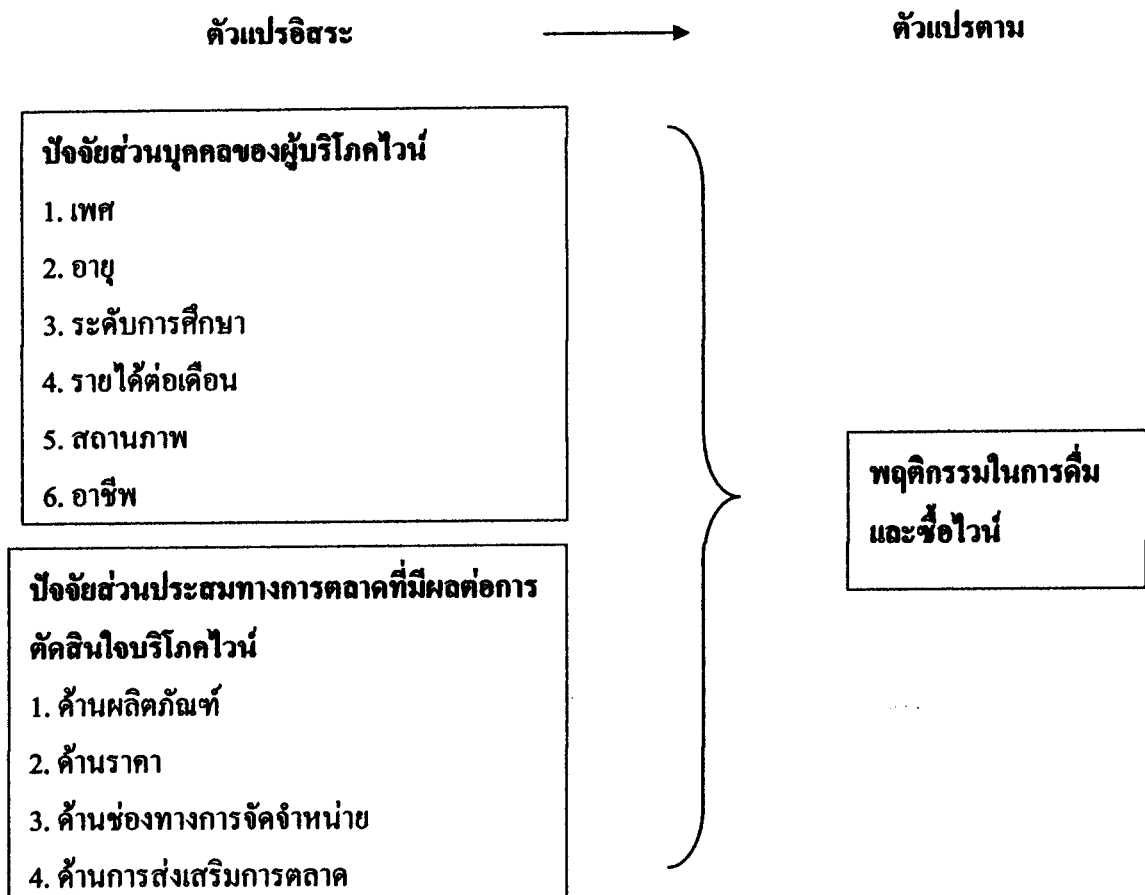 ตัวแปรอิสระ
ตัวแปรตาม
ปัจจัยส่วนบุคคลของผู้บริโภคไวน์
1. เพศ
2. อายุ
3. ระดับการศึกษา
4. รายได้ต่อเดือน
5. สถานภาพ
6. อาชีพ
ปัจจัยส่วนประสมทางการตลาดที่มีผลต่อการ
ตัดสินใจบริโภคไวน์
1. ด้านผลิตภัณฑ์
2. ด้านราคา
3. ด้านช่องทางการจัดจำหน่าย
4. ด้านการส่งเสริมการตลาด
พฤติกรรมในการดื่ม
และซื้อไวน์